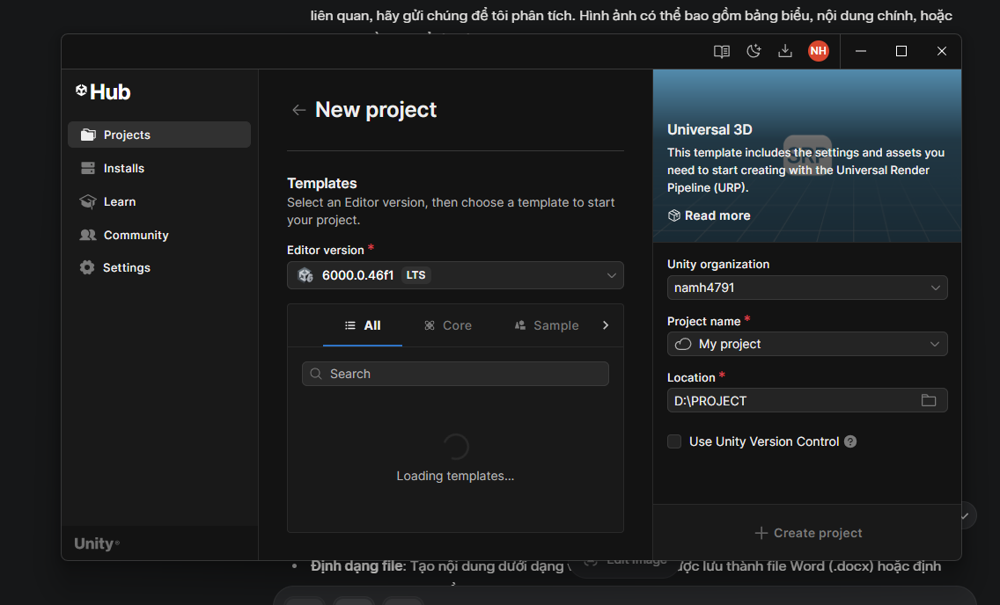 liên quan, hãy gửi chúng để tôi phân tích. Hình ảnh có thể bao gồm bảng biểu, nội dung chính, hoặc
NH
Hub
Projects
Installs
Learn
Community
Settings
Unity
New project
Templates
Select an Editor version, then choose a template to start
your project.
Editor version *
6000.0.46f1 LTS
All Core Sample
Search
Loading templates...
SRP
Universal 3D
This template includes the settings and assets you
need to start creating with the Universal Render
Pipeline (URP).
Read more
Unity organization
namh4791
Project name *
My project
Location *
D:\PROJECT
Use Unity Version Control ?
+ Create project
Edit image
• Định dạng file: Tạo nội dung dưới dạng lưu thành file Word (.docx) hoặc định